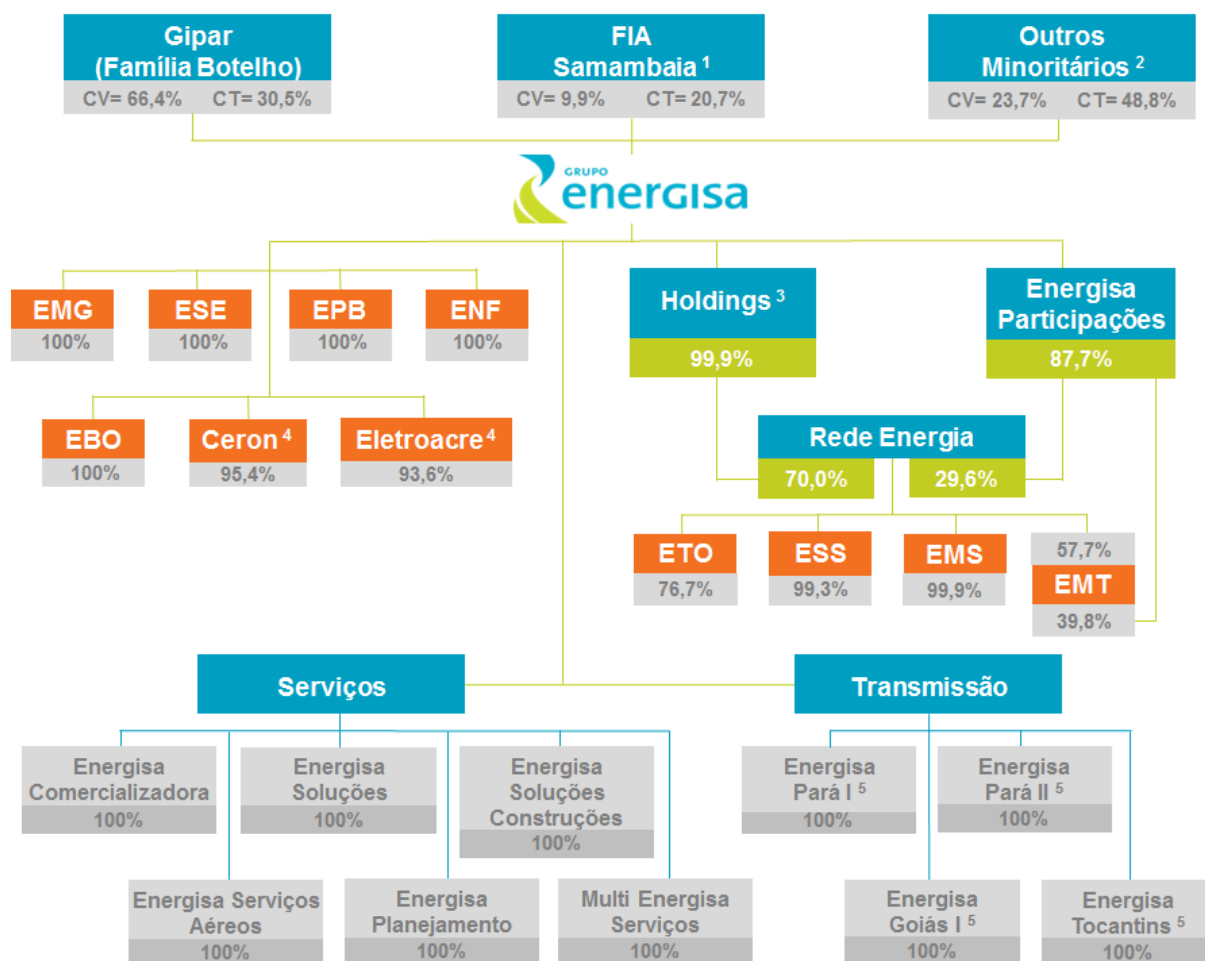 Gipar
(Família Botelho)
CV= 66,4% CT= 30,5%
FIA
Samambaia 1
CV= 9,9% CT= 20,7%
Outros
Minoritários 2
CV= 23,7% CT= 48,8%
GRUPO
energisa
EMG
100%
ESE
100%
EPB
100%
ENF
100%
EBO
100%
Ceron 4
95,4%
Eletroacre 4
93,6%
Holdings 3
99,9%
Energisa
Participações
87,7%
Rede Energia
70,0%
29,6%
ETO
76,7%
ESS
99,3%
EMS
99,9%
57,7%
EMT
39,8%
Serviços
Transmissão
Energisa
Comercializadora
100%
Energisa
Soluções
100%
Energisa
Soluções
Construções
100%
Energisa
Pará I 5
100%
Energisa
Pará II 5
100%
Energisa Serviços
Aéreos
100%
Energisa
Planejamento
100%
Multi Energisa
Serviços
100%
Energisa
Goiás I 5
100%
Energisa
Tocantins 5
100%